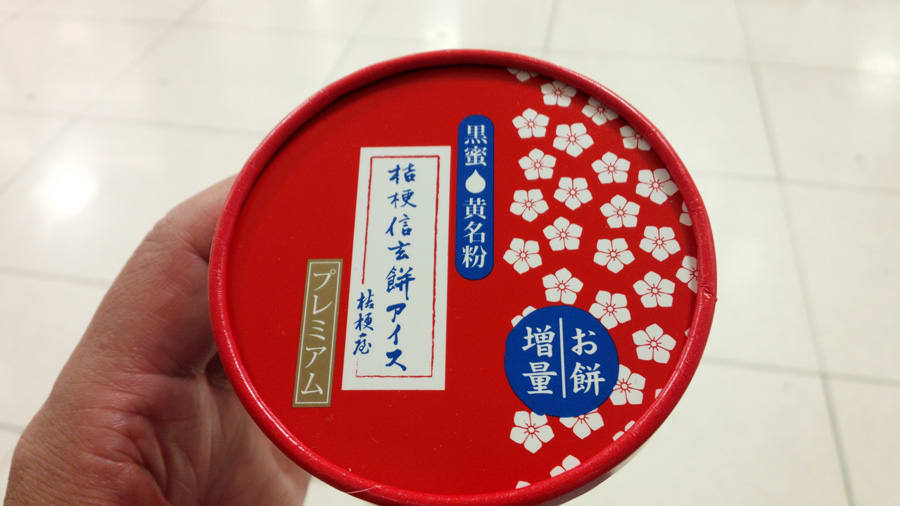 黒蜜
黄名粉
桔梗信玄餅アイス
桔梗屋
プレミアム
お餅
増量